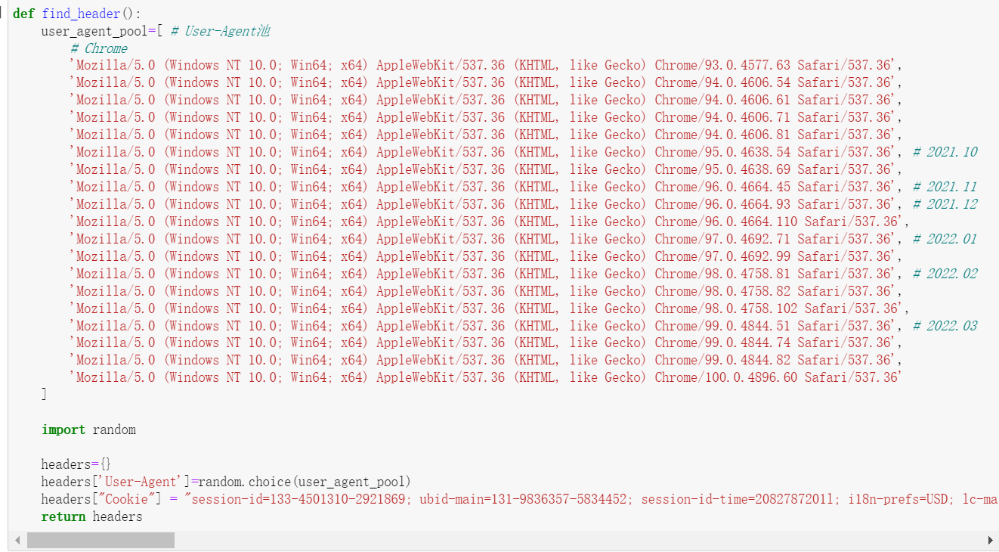 def find_header():
    user_agent_pool=[ # User-Agent池
        # Chrome
        'Mozilla/5.0 (Windows NT 10.0; Win64; x64) AppleWebKit/537.36 (KHTML, like Gecko) Chrome/93.0.4577.63 Safari/537.36',
        'Mozilla/5.0 (Windows NT 10.0; Win64; x64) AppleWebKit/537.36 (KHTML, like Gecko) Chrome/94.0.4606.54 Safari/537.36',
        'Mozilla/5.0 (Windows NT 10.0; Win64; x64) AppleWebKit/537.36 (KHTML, like Gecko) Chrome/94.0.4606.61 Safari/537.36',
        'Mozilla/5.0 (Windows NT 10.0; Win64; x64) AppleWebKit/537.36 (KHTML, like Gecko) Chrome/94.0.4606.71 Safari/537.36',
        'Mozilla/5.0 (Windows NT 10.0; Win64; x64) AppleWebKit/537.36 (KHTML, like Gecko) Chrome/94.0.4606.81 Safari/537.36',
        'Mozilla/5.0 (Windows NT 10.0; Win64; x64) AppleWebKit/537.36 (KHTML, like Gecko) Chrome/95.0.4638.54 Safari/537.36', # 2021.10
        'Mozilla/5.0 (Windows NT 10.0; Win64; x64) AppleWebKit/537.36 (KHTML, like Gecko) Chrome/95.0.4638.69 Safari/537.36',
        'Mozilla/5.0 (Windows NT 10.0; Win64; x64) AppleWebKit/537.36 (KHTML, like Gecko) Chrome/96.0.4664.45 Safari/537.36', # 2021.11
        'Mozilla/5.0 (Windows NT 10.0; Win64; x64) AppleWebKit/537.36 (KHTML, like Gecko) Chrome/96.0.4664.93 Safari/537.36', # 2021.12
        'Mozilla/5.0 (Windows NT 10.0; Win64; x64) AppleWebKit/537.36 (KHTML, like Gecko) Chrome/96.0.4664.110 Safari/537.36',
        'Mozilla/5.0 (Windows NT 10.0; Win64; x64) AppleWebKit/537.36 (KHTML, like Gecko) Chrome/97.0.4692.71 Safari/537.36', # 2022.01
        'Mozilla/5.0 (Windows NT 10.0; Win64; x64) AppleWebKit/537.36 (KHTML, like Gecko) Chrome/97.0.4692.99 Safari/537.36',
        'Mozilla/5.0 (Windows NT 10.0; Win64; x64) AppleWebKit/537.36 (KHTML, like Gecko) Chrome/98.0.4758.81 Safari/537.36', # 2022.02
        'Mozilla/5.0 (Windows NT 10.0; Win64; x64) AppleWebKit/537.36 (KHTML, like Gecko) Chrome/98.0.4758.82 Safari/537.36',
        'Mozilla/5.0 (Windows NT 10.0; Win64; x64) AppleWebKit/537.36 (KHTML, like Gecko) Chrome/98.0.4758.102 Safari/537.36',
        'Mozilla/5.0 (Windows NT 10.0; Win64; x64) AppleWebKit/537.36 (KHTML, like Gecko) Chrome/99.0.4844.51 Safari/537.36', # 2022.03
        'Mozilla/5.0 (Windows NT 10.0; Win64; x64) AppleWebKit/537.36 (KHTML, like Gecko) Chrome/99.0.4844.74 Safari/537.36',
        'Mozilla/5.0 (Windows NT 10.0; Win64; x64) AppleWebKit/537.36 (KHTML, like Gecko) Chrome/99.0.4844.82 Safari/537.36',
        'Mozilla/5.0 (Windows NT 10.0; Win64; x64) AppleWebKit/537.36 (KHTML, like Gecko) Chrome/100.0.4896.60 Safari/537.36'
    ]
    import random
    headers={}
    headers['User-Agent']=random.choice(user_agent_pool)
    headers["Cookie"] = "session-id=133-4501310-2921869; ubid-main=131-9836357-5834452; session-id-time=2082787201l; i18n-prefs=USD; lc-ma
    return headers